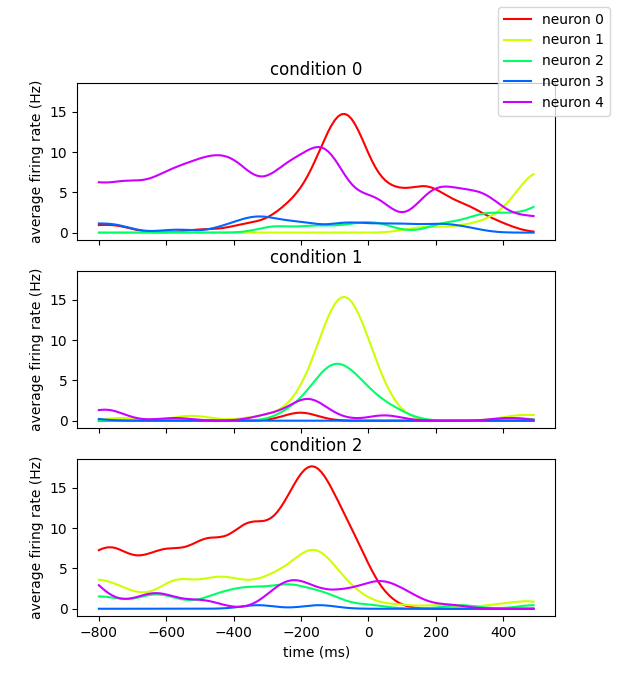 neuron 0
neuron 1
neuron 2
neuron 3
neuron 4
condition 0
average firing rate (Hz)
15
10
5
0
condition 1
average firing rate (Hz)
15
10
5
0
condition 2
average firing rate (Hz)
15
10
5
0
−800 −600 −400 −200 0 200 400
time (ms)